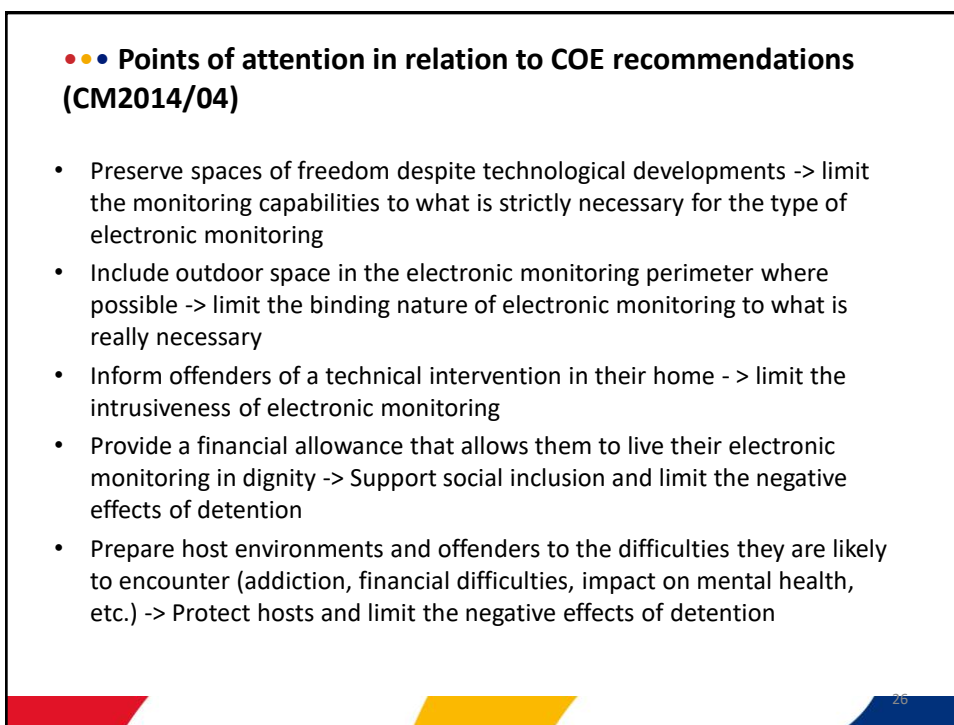 ••• Points of attention in relation to COE recommendations
(CM2014/04)
• Preserve spaces of freedom despite technological developments -> limit
the monitoring capabilities to what is strictly necessary for the type of
electronic monitoring
• Include outdoor space in the electronic monitoring perimeter where
possible -> limit the binding nature of electronic monitoring to what is
really necessary
• Inform offenders of a technical intervention in their home - > limit the
intrusiveness of electronic monitoring
• Provide a financial allowance that allows them to live their electronic
monitoring in dignity -> Support social inclusion and limit the negative
effects of detention
• Prepare host environments and offenders to the difficulties they are likely
to encounter (addiction, financial difficulties, impact on mental health,
etc.) -> Protect hosts and limit the negative effects of detention
26